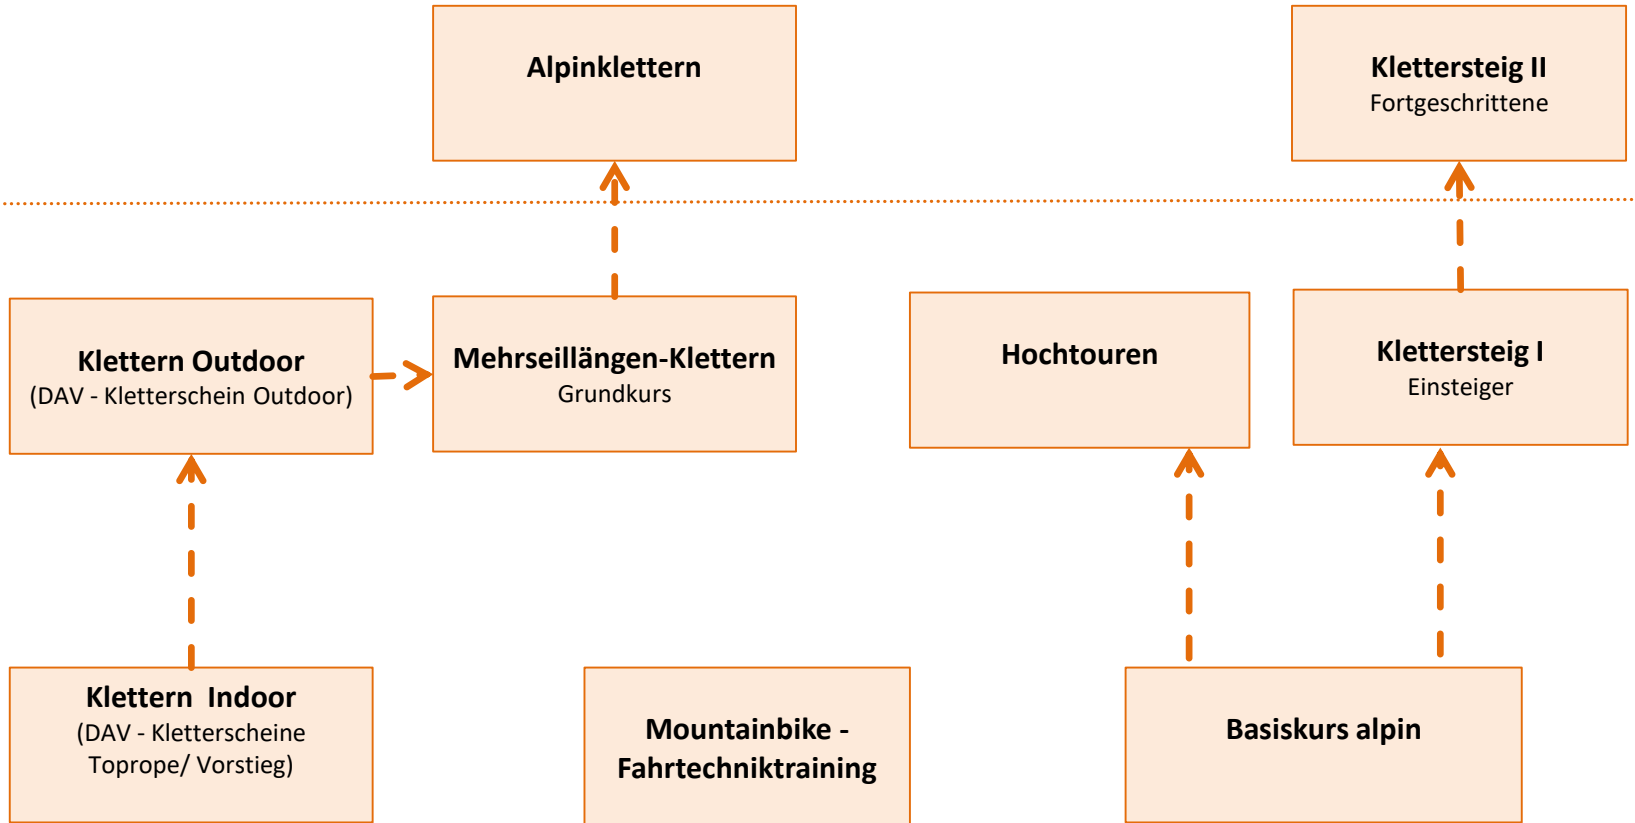 Alpinklettern
Klettersteig II
Fortgeschrittene
Klettern Outdoor
(DAV - Kletterschein Outdoor)
Mehrseillängen-Klettern
Grundkurs
Hochtouren
Klettersteig I
Einsteiger
Klettern  Indoor
(DAV - Kletterscheine
Toprope/ Vorstieg)
Mountainbike -
Fahrtechniktraining
Basiskurs alpin